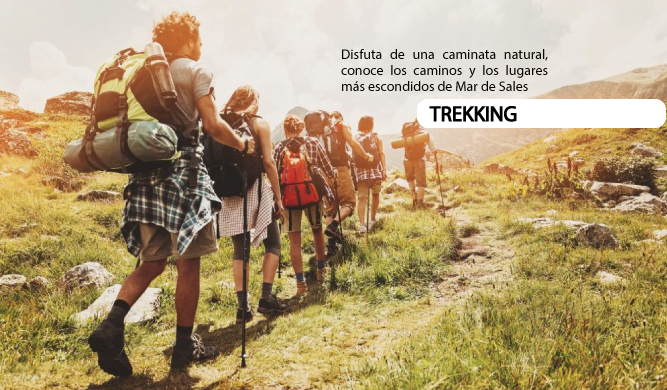 Disfuta de una caminata natural,
conoce los caminos y los lugares
más escondidos de Mar de Sales
TREKKING